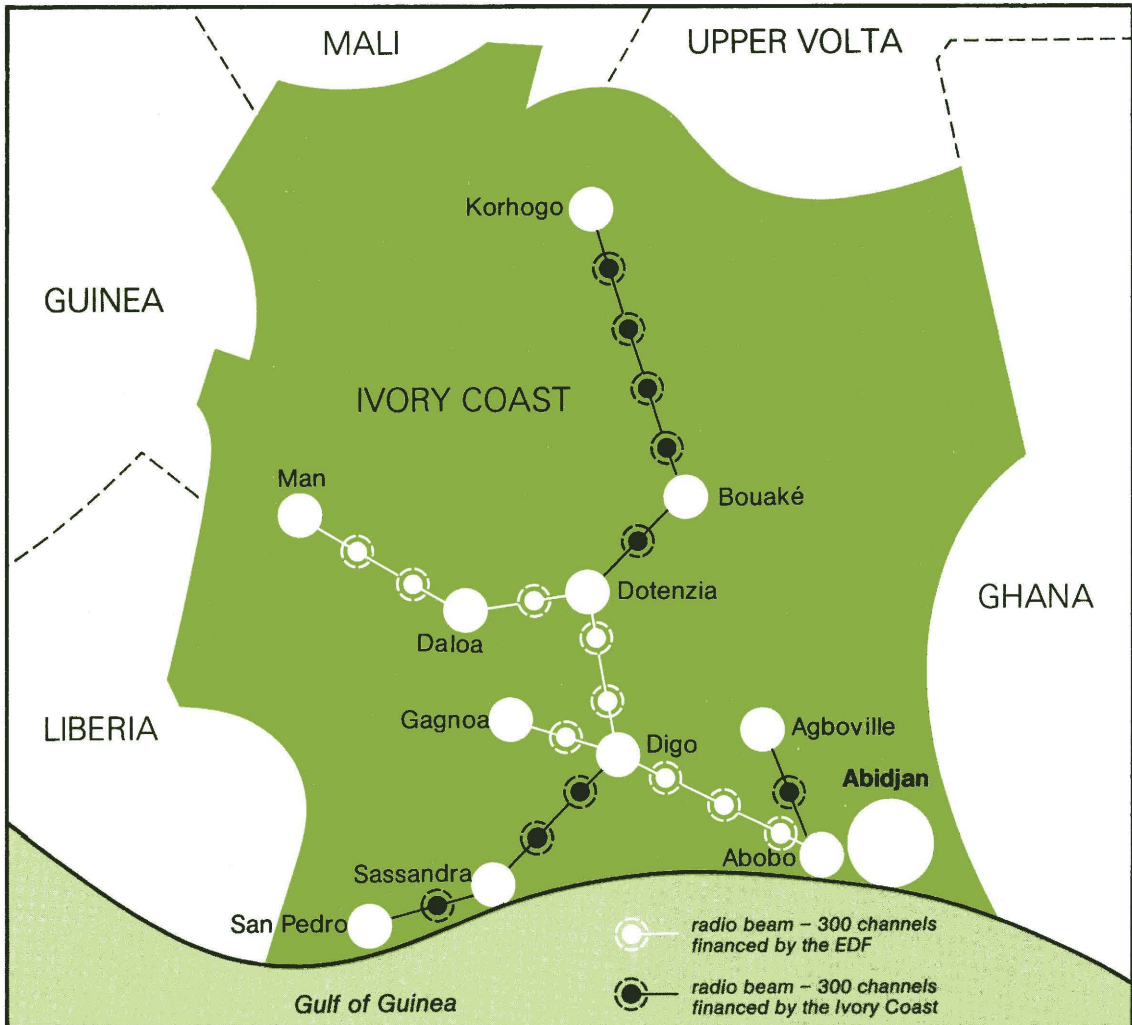 MALI
UPPER VOLTA
Korhogo
GUINEA
IVORY COAST
Man
Bouaké
Dotenzia
GHANA
Daloa
Gagnoa
Agboville
LIBERIA
Digo
Abidjan
Abobo
Sassandra
San Pedro
radio beam – 300 channels
financed by the EDF
radio beam – 300 channels
financed by the Ivory Coast
Gulf of Guinea